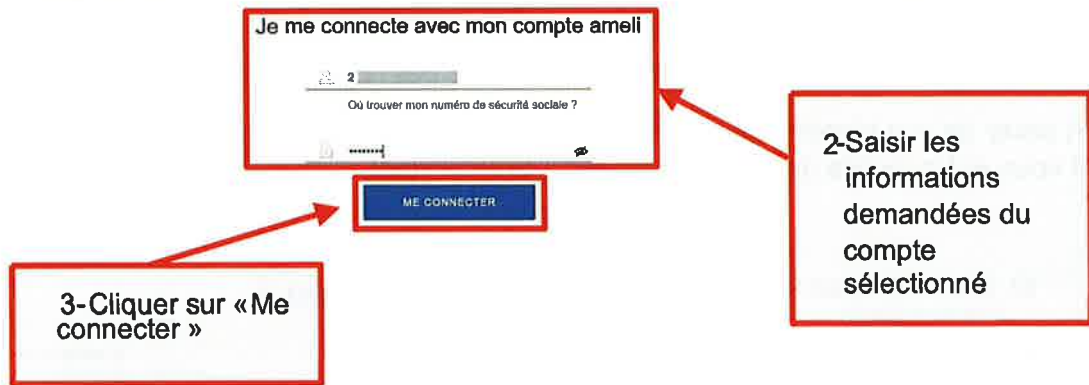 Je me connecte avec mon compte ameli
2
Où trouver mon numéro de sécurité sociale ?
••••••••
ME CONNECTER
2-Saisir les
informations
demandées du
compte
sélectionné
3-Cliquer sur «Me
connecter »